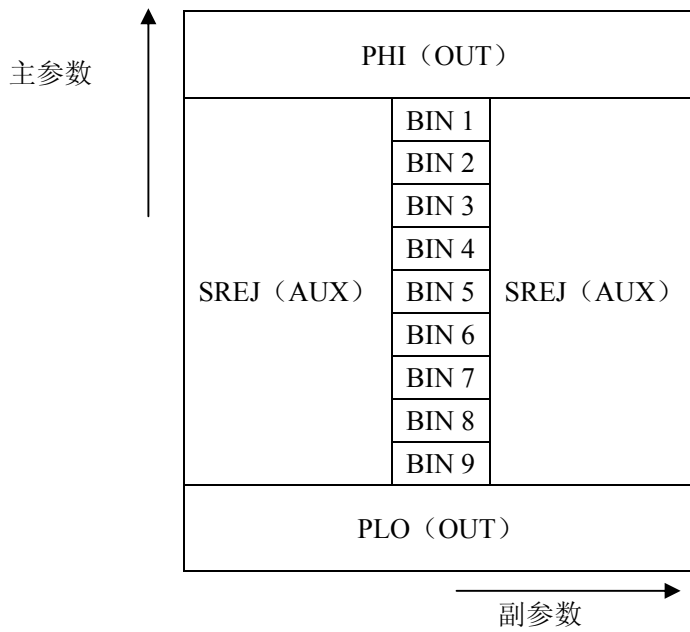 PHI（OUT）
主参数
BIN 1
BIN 2
BIN 3
BIN 4
SREJ（AUX） BIN 5 SREJ（AUX）
BIN 6
BIN 7
BIN 8
BIN 9
PLO（OUT）
副参数